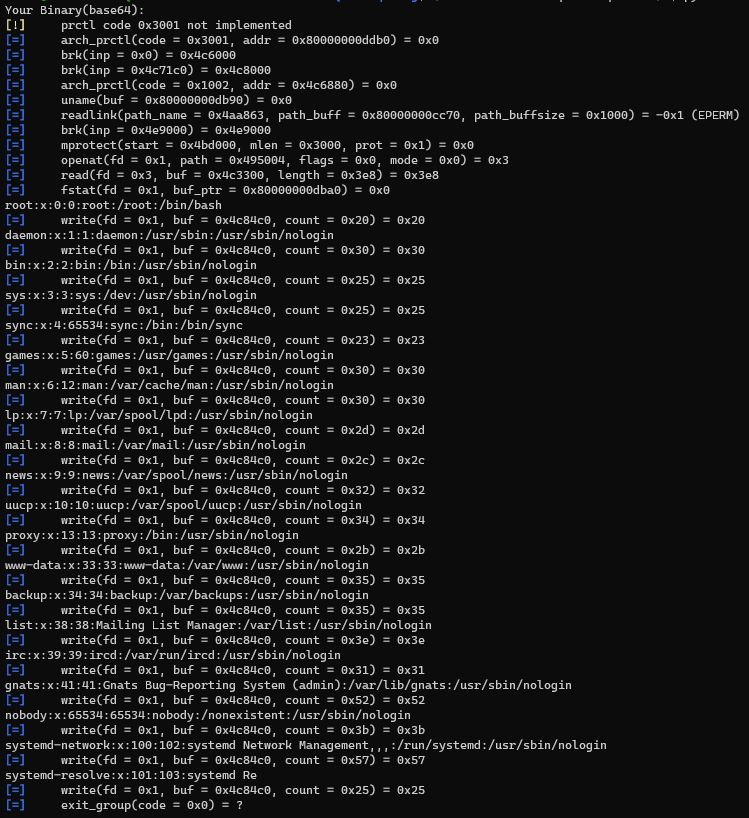 Your Binary(base64):
[!]     prctl code 0x3001 not implemented
[=]     arch_prctl(code = 0x3001, addr = 0x80000000ddb0) = 0x0
[=]     brk(inp = 0x0) = 0x4c6000
[=]     brk(inp = 0x4c71c0) = 0x4c8000
[=]     arch_prctl(code = 0x1002, addr = 0x4c6880) = 0x0
[=]     uname(buf = 0x80000000db90) = 0x0
[=]     readlink(path_name = 0x4aa863, path_buff = 0x80000000cc70, path_buffsize = 0x1000) = -0x1 (EPERM)
[=]     brk(inp = 0x4e9000) = 0x4e9000
[=]     mprotect(start = 0x4bd000, mlen = 0x3000, prot = 0x1) = 0x0
[=]     openat(fd = 0x1, path = 0x495004, flags = 0x0, mode = 0x0) = 0x3
[=]     read(fd = 0x3, buf = 0x4c3300, length = 0x3e8) = 0x3e8
[=]     fstat(fd = 0x1, buf_ptr = 0x80000000dba0) = 0x0
root:x:0:0:root:/root:/bin/bash
[=]     write(fd = 0x1, buf = 0x4c84c0, count = 0x20) = 0x20
daemon:x:1:1:daemon:/usr/sbin:/usr/sbin/nologin
[=]     write(fd = 0x1, buf = 0x4c84c0, count = 0x30) = 0x30
bin:x:2:2:bin:/bin:/usr/sbin/nologin
[=]     write(fd = 0x1, buf = 0x4c84c0, count = 0x25) = 0x25
sys:x:3:3:sys:/dev:/usr/sbin/nologin
[=]     write(fd = 0x1, buf = 0x4c84c0, count = 0x25) = 0x25
sync:x:4:65534:sync:/bin:/bin/sync
[=]     write(fd = 0x1, buf = 0x4c84c0, count = 0x23) = 0x23
games:x:5:60:games:/usr/games:/usr/sbin/nologin
[=]     write(fd = 0x1, buf = 0x4c84c0, count = 0x30) = 0x30
man:x:6:12:man:/var/cache/man:/usr/sbin/nologin
[=]     write(fd = 0x1, buf = 0x4c84c0, count = 0x30) = 0x30
lp:x:7:7:lp:/var/spool/lpd:/usr/sbin/nologin
[=]     write(fd = 0x1, buf = 0x4c84c0, count = 0x2d) = 0x2d
mail:x:8:8:mail:/var/mail:/usr/sbin/nologin
[=]     write(fd = 0x1, buf = 0x4c84c0, count = 0x2c) = 0x2c
news:x:9:9:news:/var/spool/news:/usr/sbin/nologin
[=]     write(fd = 0x1, buf = 0x4c84c0, count = 0x32) = 0x32
uucp:x:10:10:uucp:/var/spool/uucp:/usr/sbin/nologin
[=]     write(fd = 0x1, buf = 0x4c84c0, count = 0x34) = 0x34
proxy:x:13:13:proxy:/bin:/usr/sbin/nologin
[=]     write(fd = 0x1, buf = 0x4c84c0, count = 0x2b) = 0x2b
www-data:x:33:33:www-data:/var/www:/usr/sbin/nologin
[=]     write(fd = 0x1, buf = 0x4c84c0, count = 0x35) = 0x35
backup:x:34:34:backup:/var/backups:/usr/sbin/nologin
[=]     write(fd = 0x1, buf = 0x4c84c0, count = 0x35) = 0x35
list:x:38:38:Mailing List Manager:/var/list:/usr/sbin/nologin
[=]     write(fd = 0x1, buf = 0x4c84c0, count = 0x3e) = 0x3e
irc:x:39:39:ircd:/var/run/ircd:/usr/sbin/nologin
[=]     write(fd = 0x1, buf = 0x4c84c0, count = 0x31) = 0x31
gnats:x:41:41:Gnats Bug-Reporting System (admin):/var/lib/gnats:/usr/sbin/nologin
[=]     write(fd = 0x1, buf = 0x4c84c0, count = 0x52) = 0x52
nobody:x:65534:65534:nobody:/nonexistent:/usr/sbin/nologin
[=]     write(fd = 0x1, buf = 0x4c84c0, count = 0x3b) = 0x3b
systemd-network:x:100:102:systemd Network Management,,,:/run/systemd:/usr/sbin/nologin
[=]     write(fd = 0x1, buf = 0x4c84c0, count = 0x57) = 0x57
systemd-resolve:x:101:103:systemd Re
[=]     write(fd = 0x1, buf = 0x4c84c0, count = 0x25) = 0x25
[=]     exit_group(code = 0x0) = ?